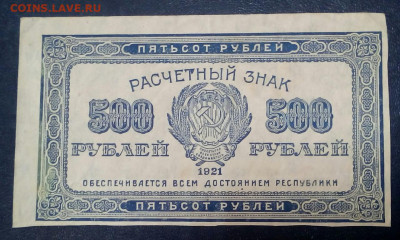 COINS.LAVE.RU
ПЯТЬСОТ РУБЛЕЙ
РАСЧЕТНЫЙ ЗНАК
500 500
РУБЛЕЙ РУБЛЕЙ
1921
ОБЕСПЕЧИВАЕТСЯ ВСЕМ ДОСТОЯНИЕМ РЕСПУБЛИКИ
ПЯТЬСОТ РУБЛЕЙ